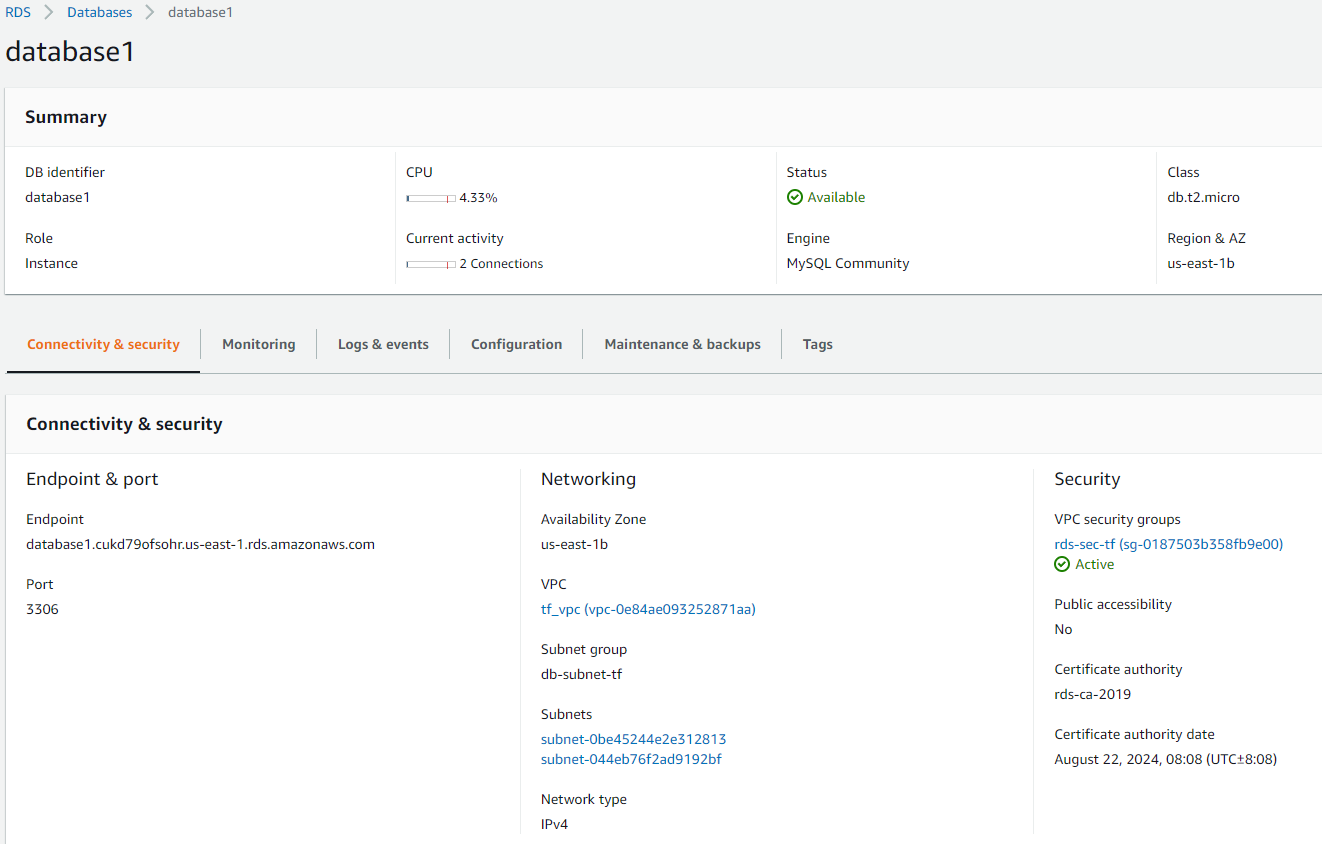 RDS > Databases > database1
database1
Summary
DB identifier
database1
CPU
4.33%
Status
Available
Class
db.t2.micro
Role
Instance
Current activity
2 Connections
Engine
MySQL Community
Region & AZ
us-east-1b
Connectivity & security
Monitoring
Logs & events
Configuration
Maintenance & backups
Tags
Connectivity & security
Endpoint & port
Endpoint
database1.cukd79ofsohr.us-east-1.rds.amazonaws.com
Port
3306
Networking
Availability Zone
us-east-1b
VPC
tf_vpc (vpc-0e84ae093252871aa)
Subnet group
db-subnet-tf
Subnets
subnet-0be45244e2e312813
subnet-044eb76f2ad9192bf
Network type
IPv4
Security
VPC security groups
rds-sec-tf (sg-0187503b358fb9e00)
Active
Public accessibility
No
Certificate authority
rds-ca-2019
Certificate authority date
August 22, 2024, 08:08 (UTC±8:08)